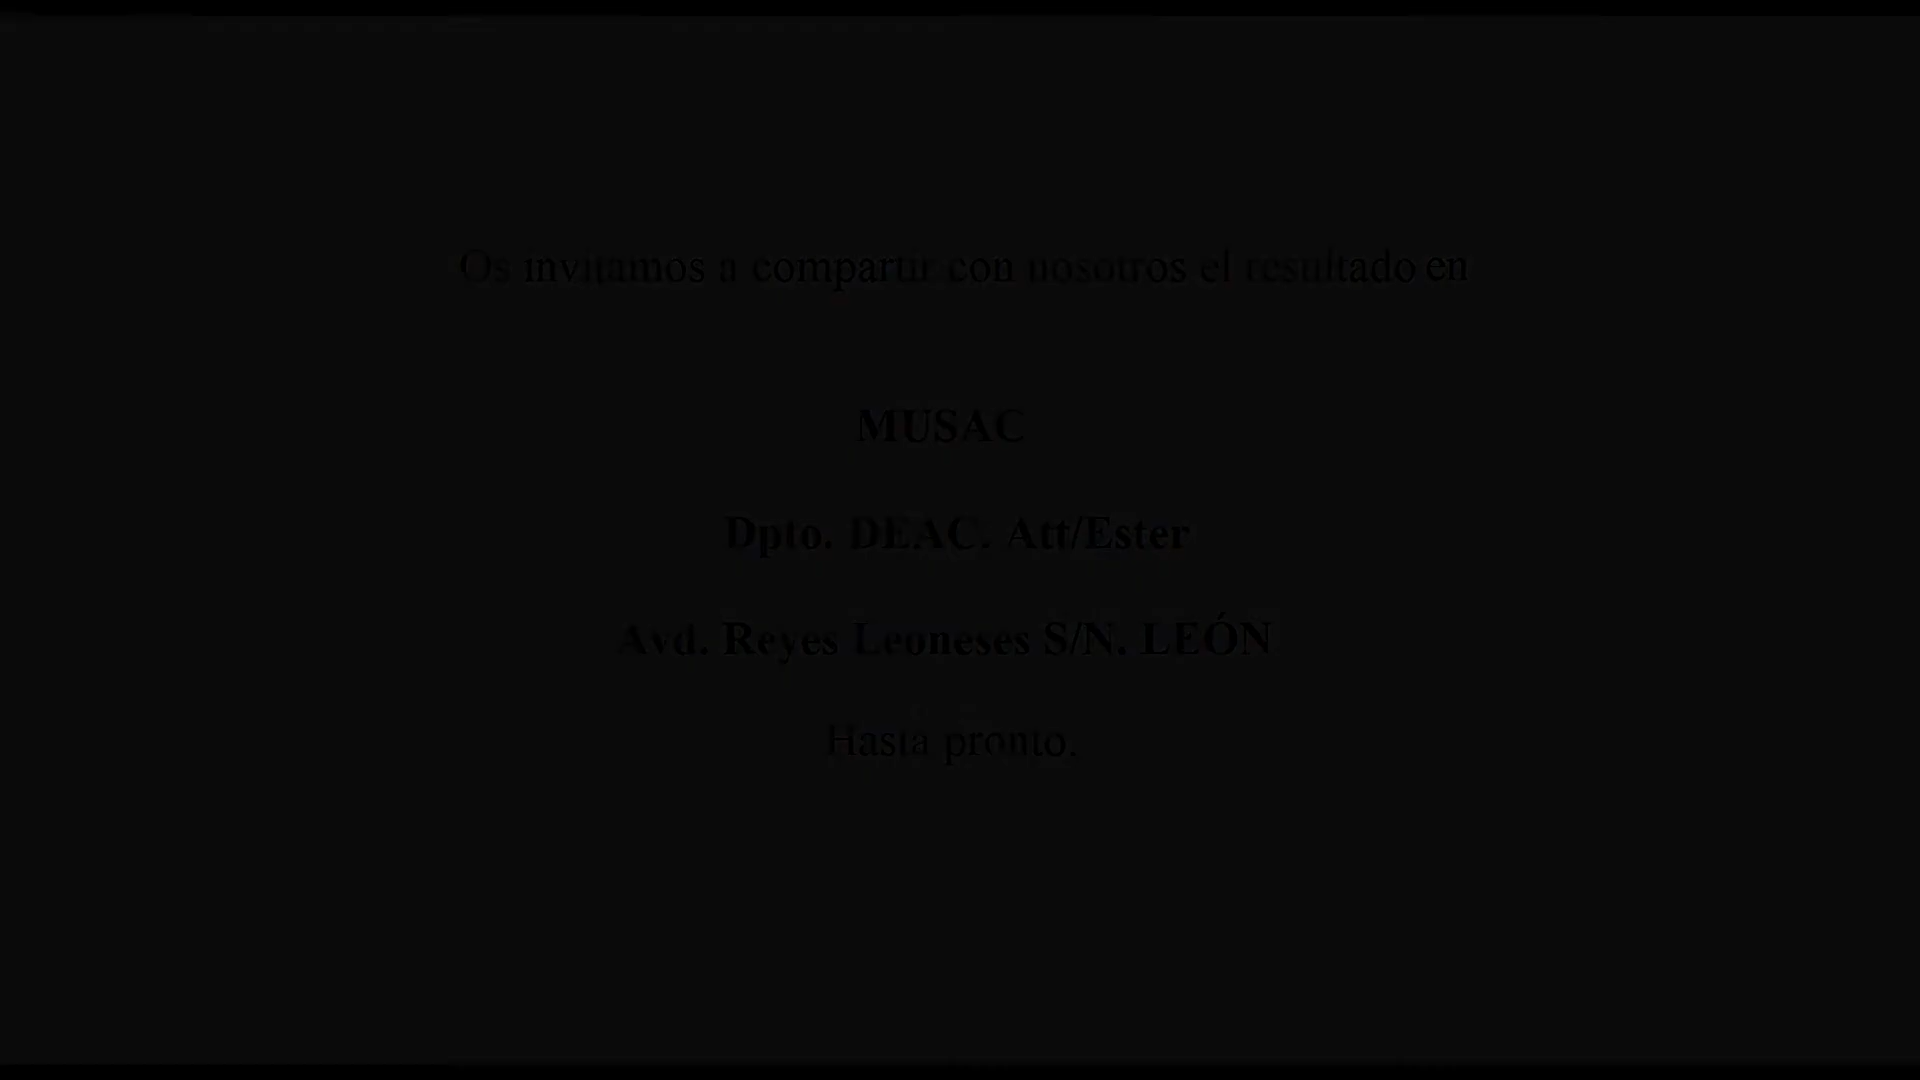 Os invitamos a compartir con nosotros el resultado en
MUSAC
Dpto. DEAC. Att/Ester
Avd. Reyes Leoneses S/N. LEÓN
Hasta pronto.